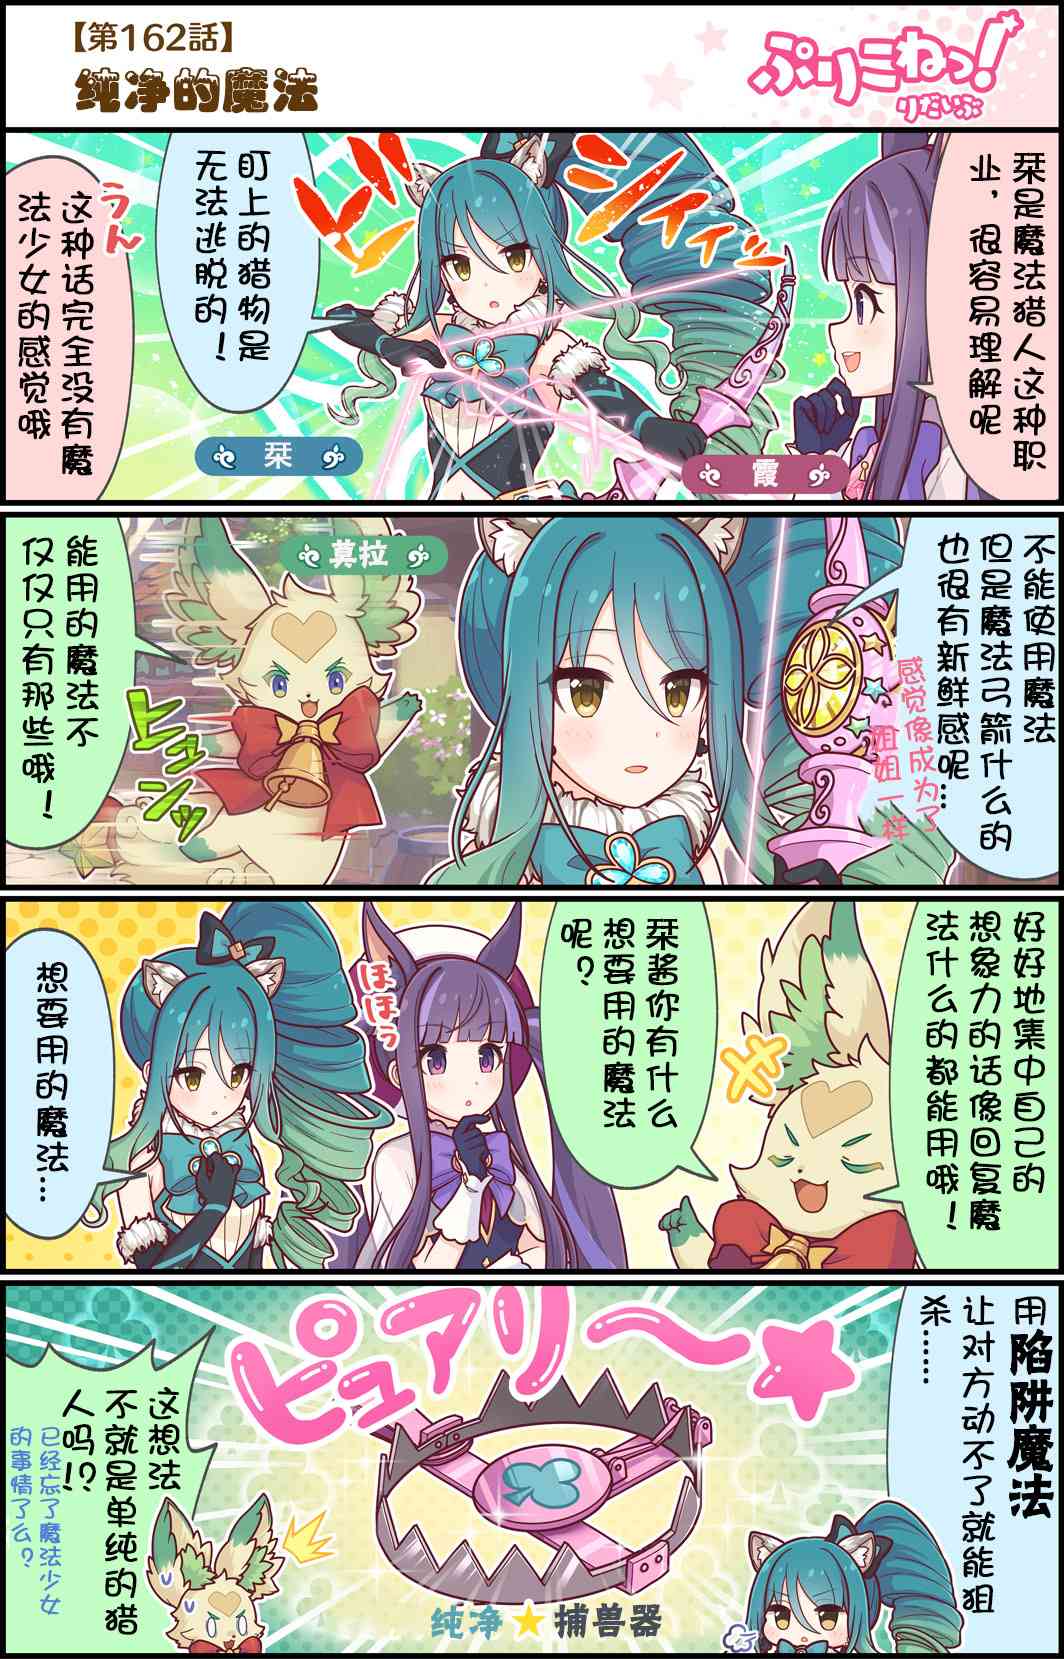 【第162話】
纯净的魔法
ぷりこねっ！
りだいぶ
栞是魔法猎人这种职
业，很容易理解呢
ビシィィッ
盯上的猎物是
无法逃脱的！
うん
这种话完全没有魔
法少女的感觉哦
栞
霞
不能使用魔法
但是魔法弓箭什么的
也很有新鲜感呢…
感觉像成为了
姐姐一样
莫拉
能用的魔法不
仅仅只有那些哦！
ヒュンッ
好好地集中自己的
想象力的话像回复魔
法什么的都能用哦！
栞酱你有什么
想要用的魔法
呢？
ほほぅ
想要用的魔法…
用陷阱魔法
让对方动不了就能狙
杀……
ピュアリ～★
这想法
不就是单纯的猎
人吗！？
已经忘了魔法少女
的事情了么？
纯净★捕兽器